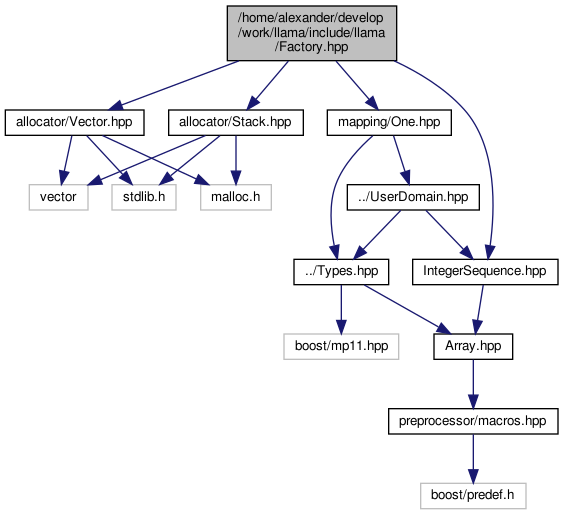 /home/alexander/develop
/work/llama/include/llama
/Factory.hpp
allocator/Vector.hpp
allocator/Stack.hpp
mapping/One.hpp
vector
stdlib.h
malloc.h
../UserDomain.hpp
../Types.hpp
IntegerSequence.hpp
boost/mp11.hpp
Array.hpp
preprocessor/macros.hpp
boost/predef.h